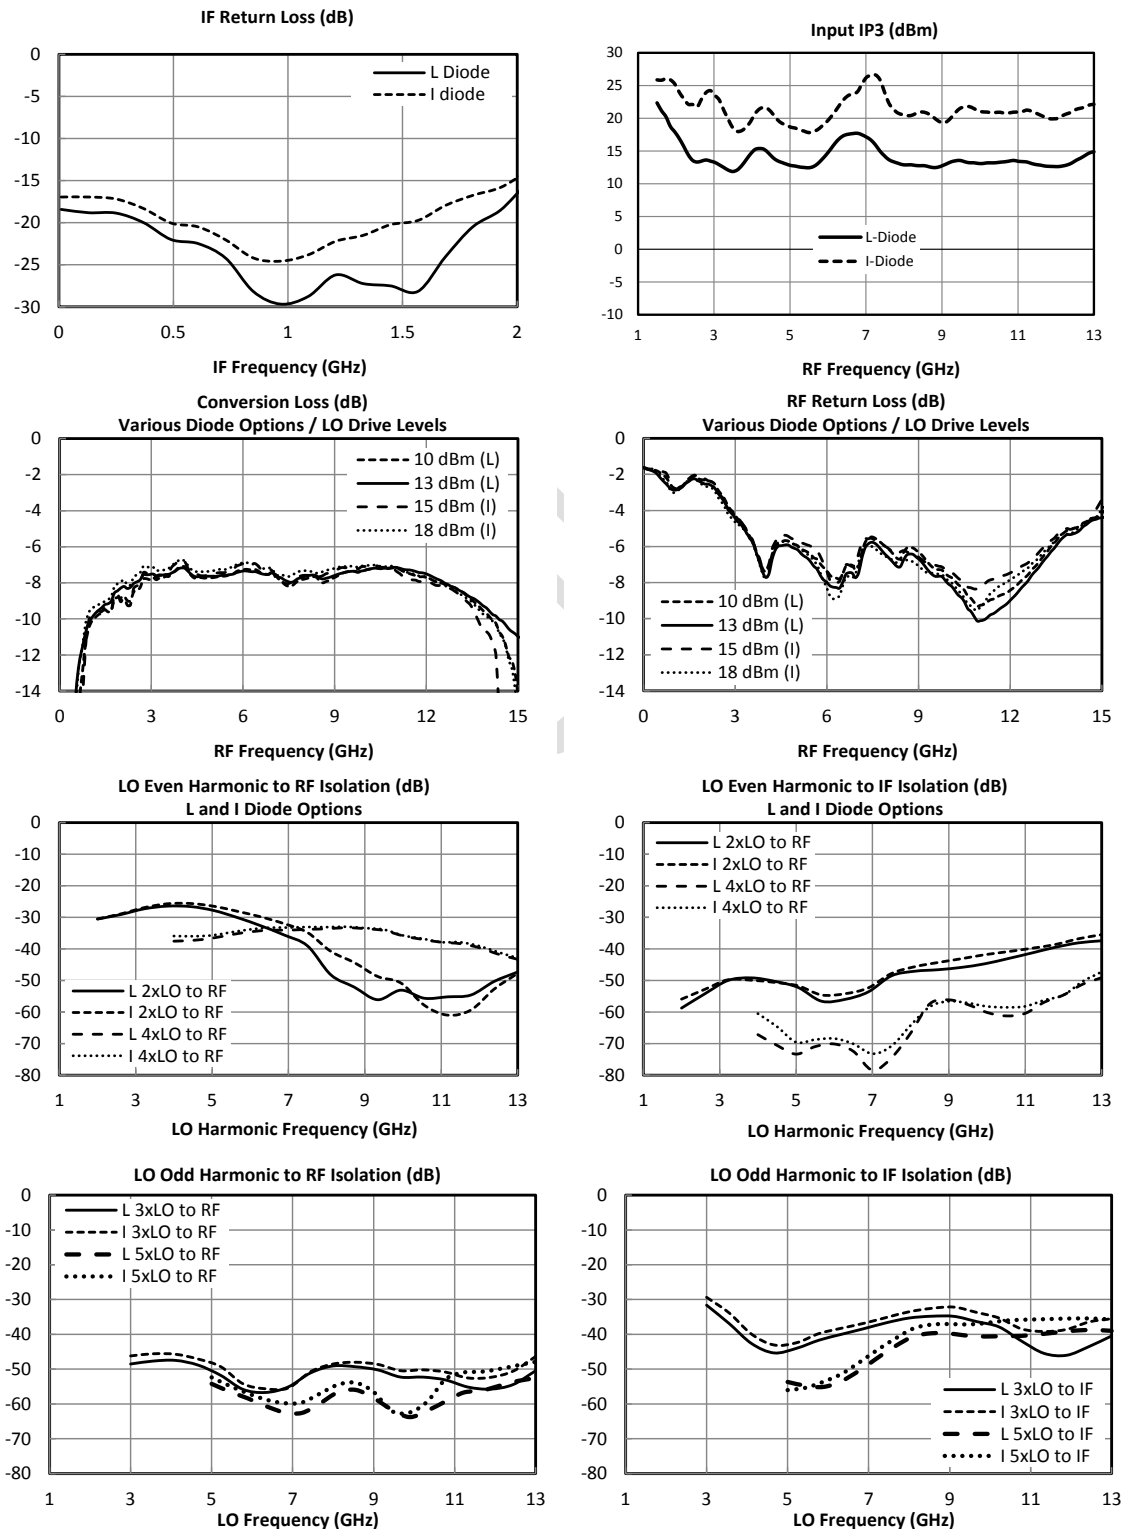 IF Return Loss (dB)
0
-5
-10
-15
-20
-25
-30
L Diode
I diode
0 0.5 1 1.5 2
IF Frequency (GHz)
Input IP3 (dBm)
30
25
20
15
10
5
0
-5
-10
L-Diode
I-Diode
1 3 5 7 9 11 13
RF Frequency (GHz)
Conversion Loss (dB)
Various Diode Options / LO Drive Levels
0
-2
-4
-6
-8
-10
-12
-14
10 dBm (L)
13 dBm (L)
15 dBm (I)
18 dBm (I)
0 3 6 9 12 15
RF Frequency (GHz)
RF Return Loss (dB)
Various Diode Options / LO Drive Levels
0
-2
-4
-6
-8
-10
-12
-14
10 dBm (L)
13 dBm (L)
15 dBm (I)
18 dBm (I)
0 3 6 9 12 15
RF Frequency (GHz)
LO Even Harmonic to RF Isolation (dB)
L and I Diode Options
0
-10
-20
-30
-40
-50
-60
-70
-80
L 2xLO to RF
I 2xLO to RF
L 4xLO to RF
I 4xLO to RF
1 3 5 7 9 11 13
LO Harmonic Frequency (GHz)
LO Even Harmonic to IF Isolation (dB)
L and I Diode Options
0
-10
-20
-30
-40
-50
-60
-70
-80
L 2xLO to RF
I 2xLO to RF
L 4xLO to RF
I 4xLO to RF
1 3 5 7 9 11 13
LO Harmonic Frequency (GHz)
LO Odd Harmonic to RF Isolation (dB)
0
-10
-20
-30
-40
-50
-60
-70
-80
L 3xLO to RF
I 3xLO to RF
L 5xLO to RF
I 5xLO to RF
1 3 5 7 9 11 13
LO Frequency (GHz)
LO Odd Harmonic to IF Isolation (dB)
0
-10
-20
-30
-40
-50
-60
-70
-80
L 3xLO to IF
I 3xLO to IF
L 5xLO to IF
I 5xLO to IF
1 3 5 7 9 11 13
LO Frequency (GHz)